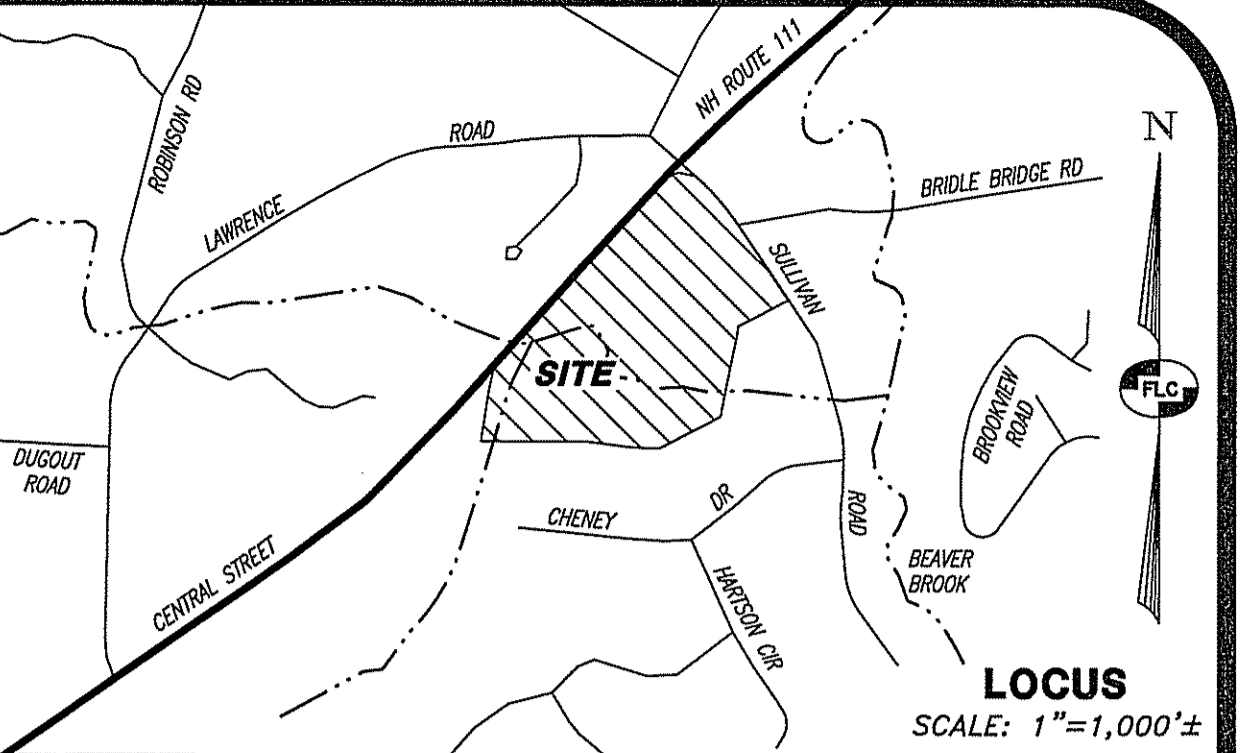 NH ROUTE 111
ROBINSON RD
ROAD
N
BRIDLE BRIDGE RD
LAWRENCE
SULLIVAN
SITE
FLC
BROOKVIEW
ROAD
DUGOUT
ROAD
DR
CHENEY
ROAD
BEAVER
BROOK
CENTRAL STREET
HARTSON CIR
LOCUS
SCALE: 1"=1,000'±